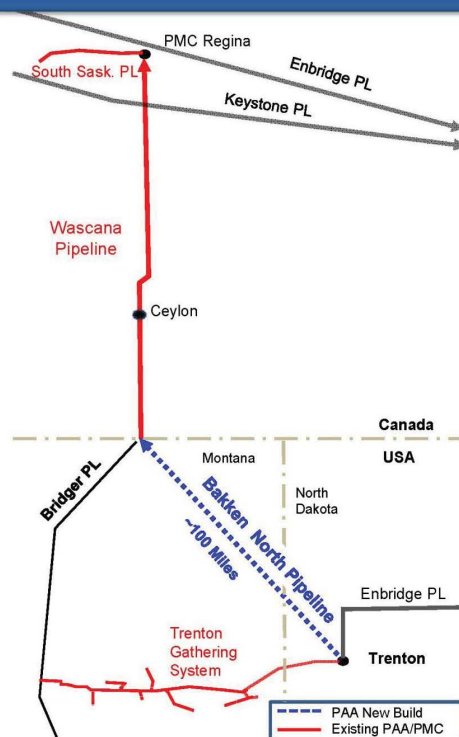 PMC Regina
South Sask. PL
Enbridge PL
Keystone PL
Wascana
Pipeline
Ceylon
Canada
USA
Montana
North
Dakota
Bridger PL
Bakken North Pipeline
~100 Miles
Enbridge PL
Trenton
Gathering
System
Trenton
PAA New Build
Existing PAA/PMC